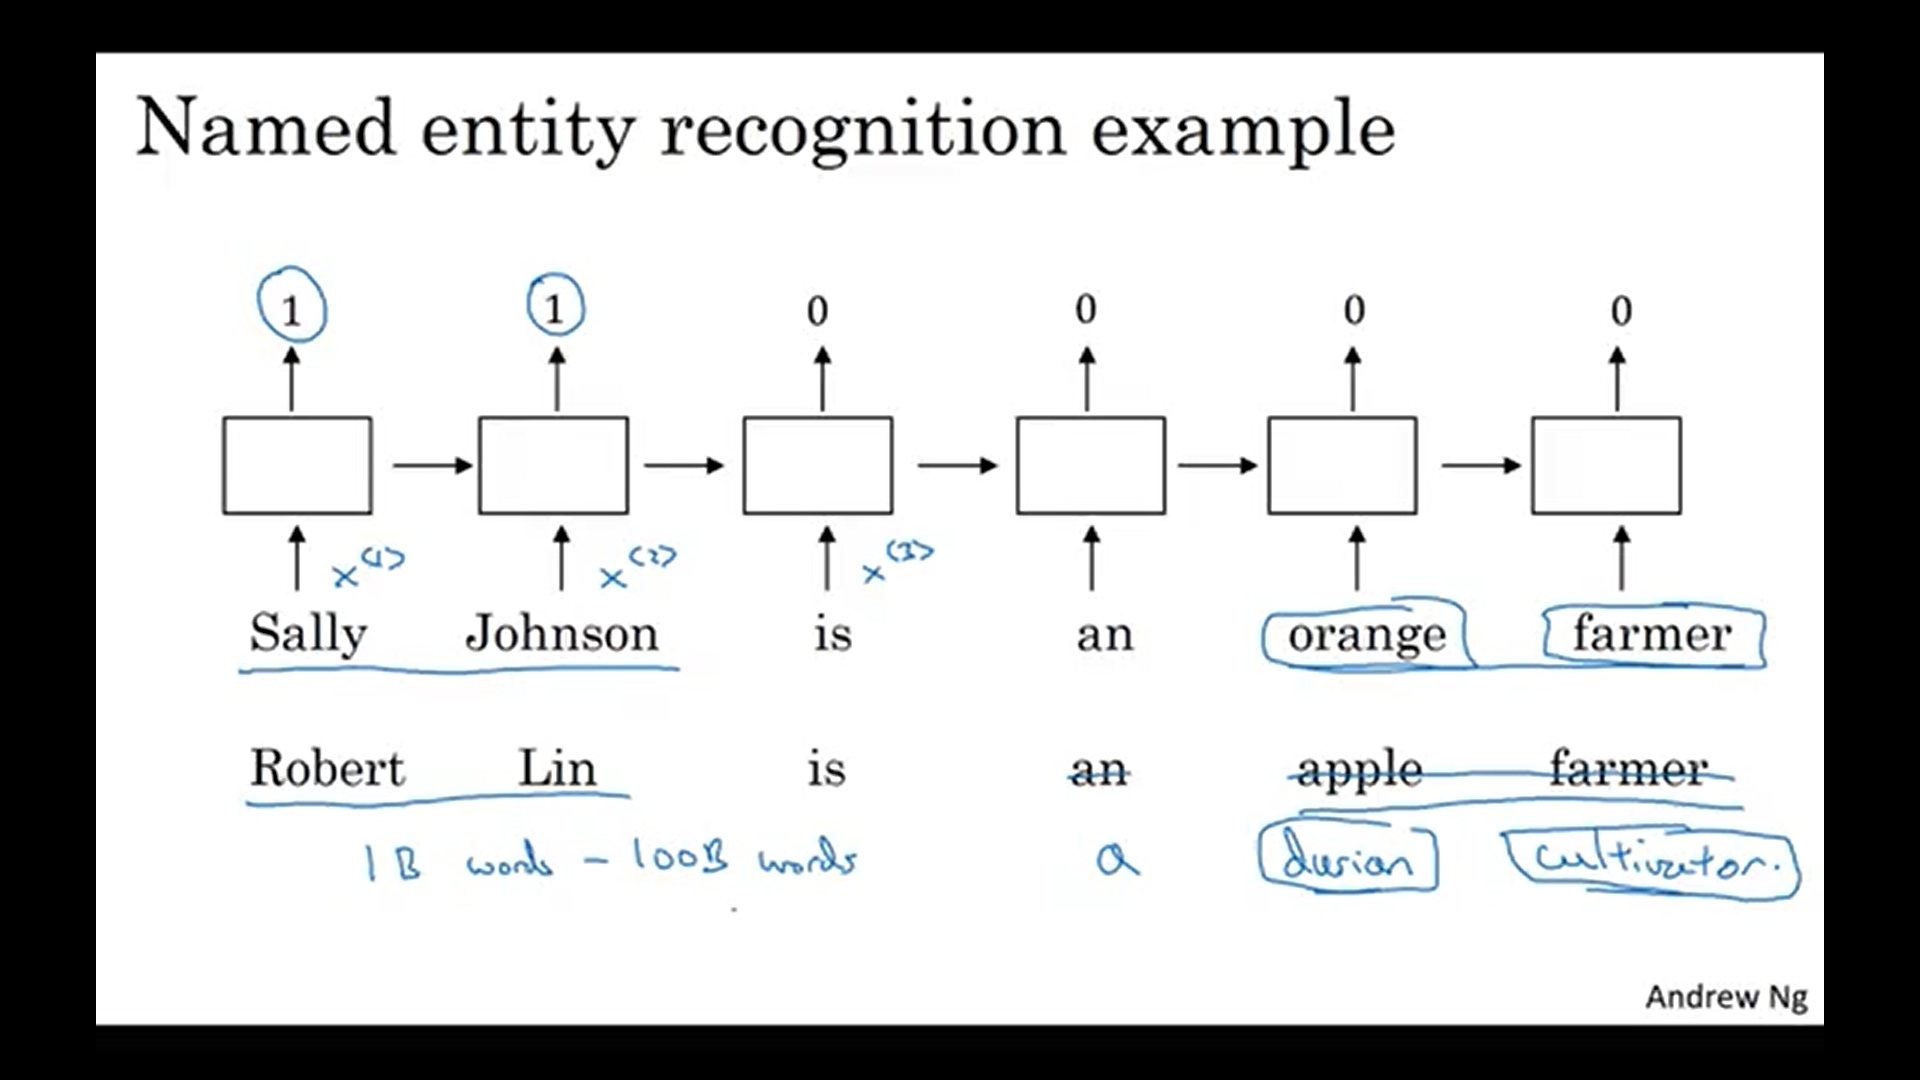 Named entity recognition example
1 1 0 0 0 0
x<1> x<2> x<3>
Sally Johnson is an orange farmer
Robert Lin is an apple farmer
1B words - 100B words a durian cultivator.
Andrew Ng